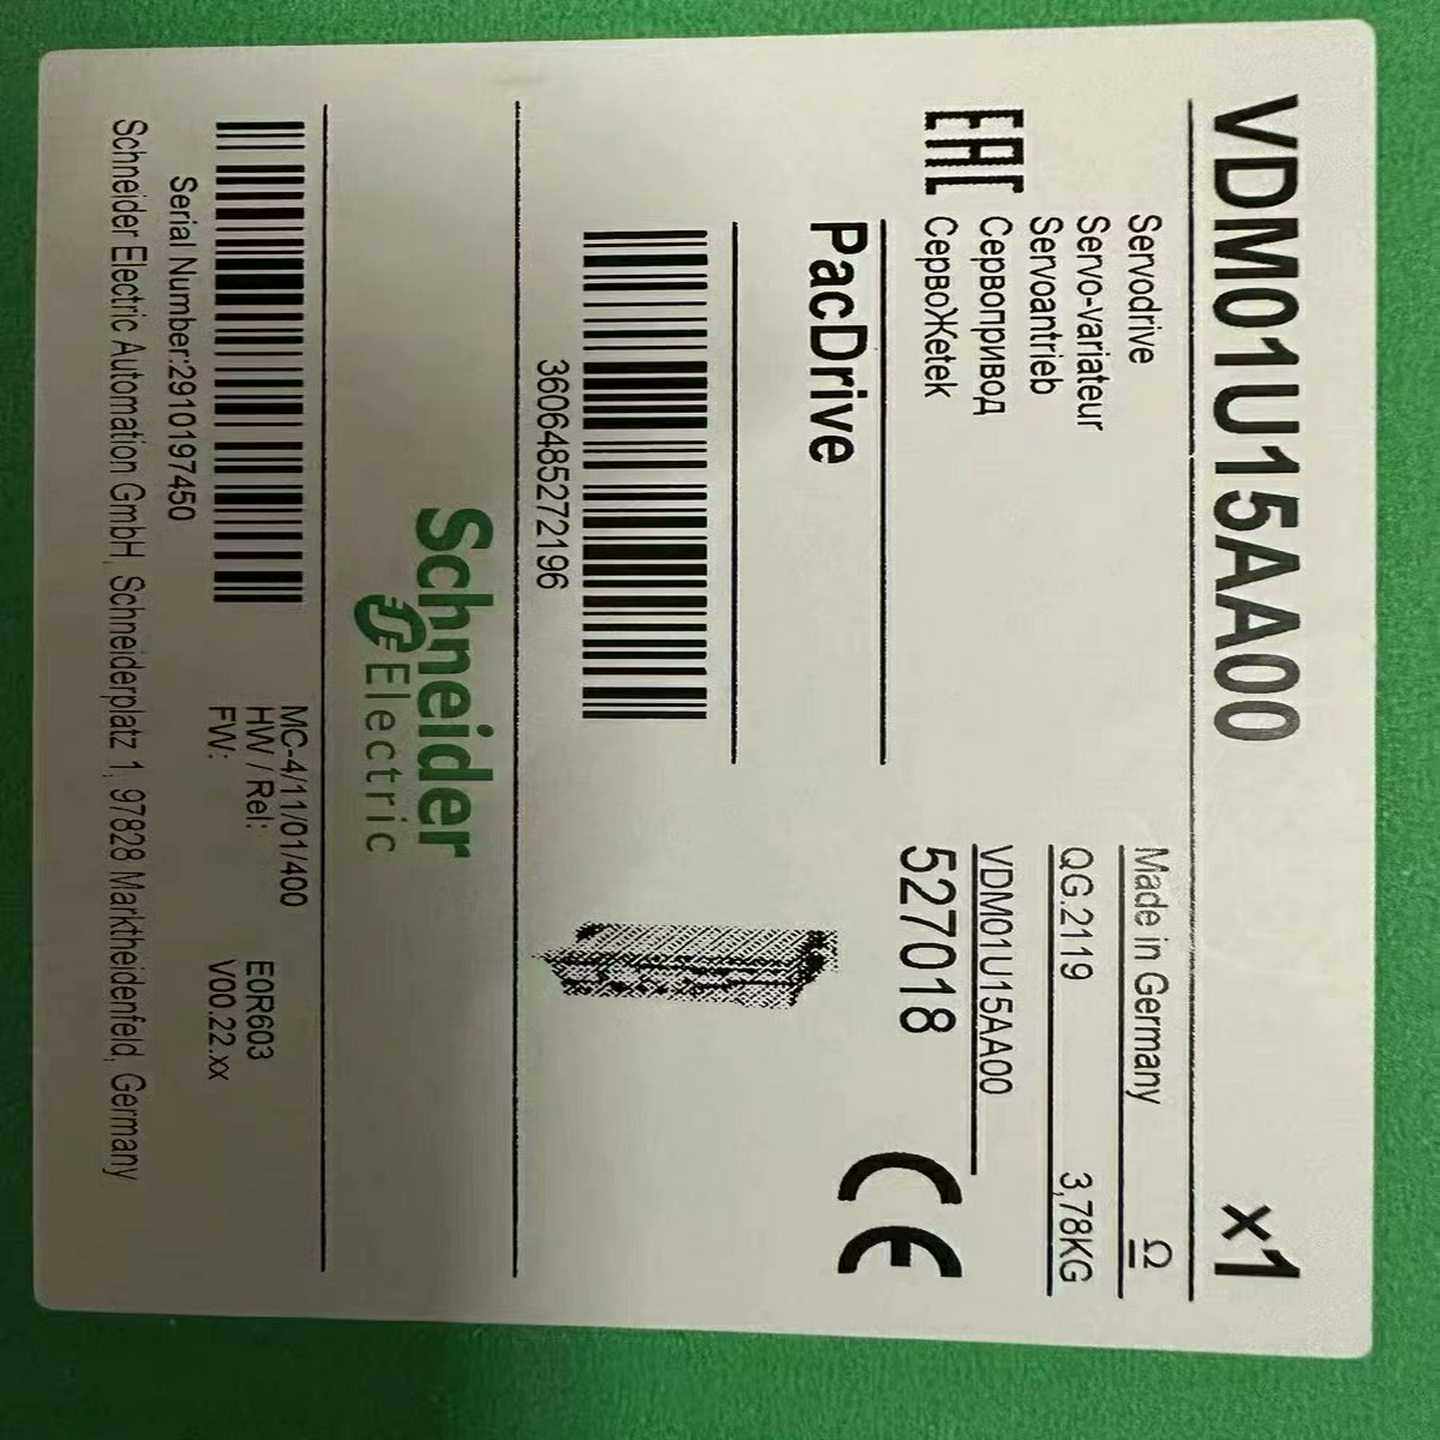 VDM01U15AA00 x1
Servodrive
Servo-variateur
Servoantrieb
Сервопривод
СервоЖetek
EAC
Made in Germany Ω
QG.2119 3,78KG
VDM01U15AA00
527018
CE
PacDrive
3606485272196
Schneider
Electric
MC-4/11/01/400
HW / Rel: E0R603
FW: V00.22.xx
Serial Number:2910197450
Schneider Electric Automation GmbH, Schneiderplatz 1, 97828 Marktheidenfeld, Germany